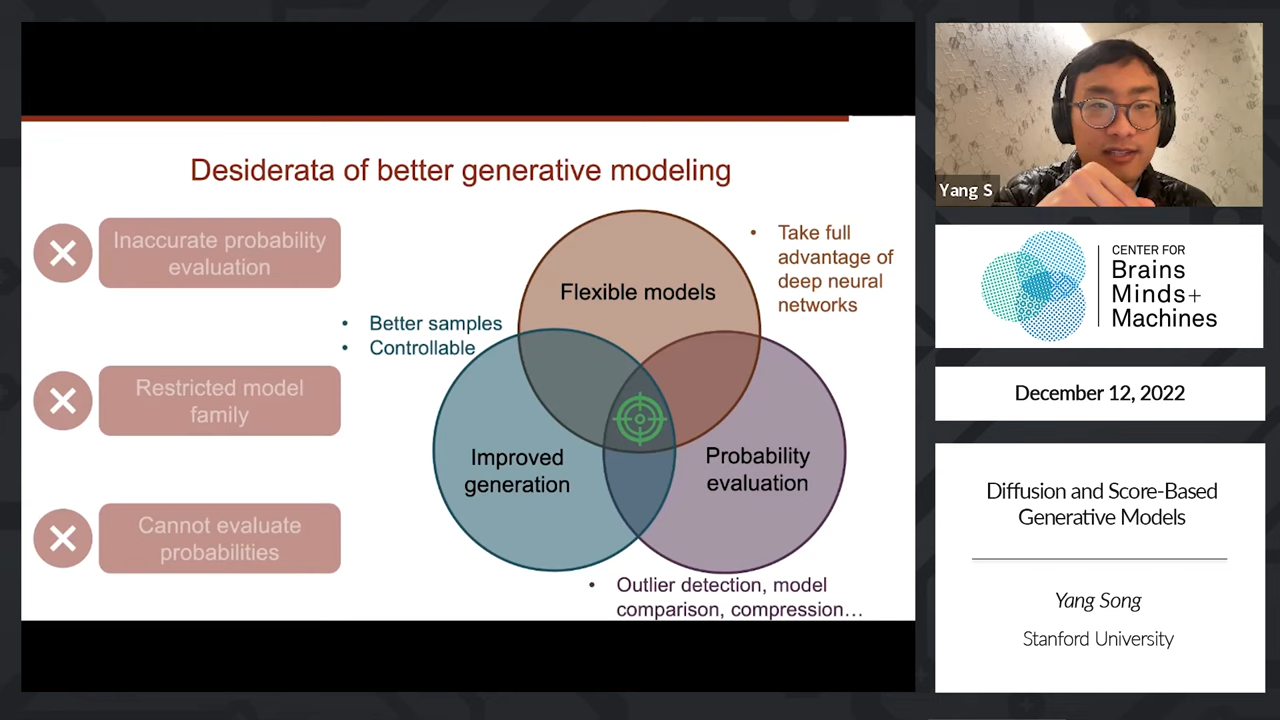 Desiderata of better generative modeling
Inaccurate probability
evaluation
Restricted model
family
Cannot evaluate
probabilities
• Better samples
• Controllable
Flexible models
Improved
generation
Probability
evaluation
• Take full
advantage of
deep neural
networks
• Outlier detection, model
comparison, compression…
Yang S
CENTER FOR
Brains
Minds+
Machines
December 12, 2022
Diffusion and Score-Based
Generative Models
Yang Song
Stanford University